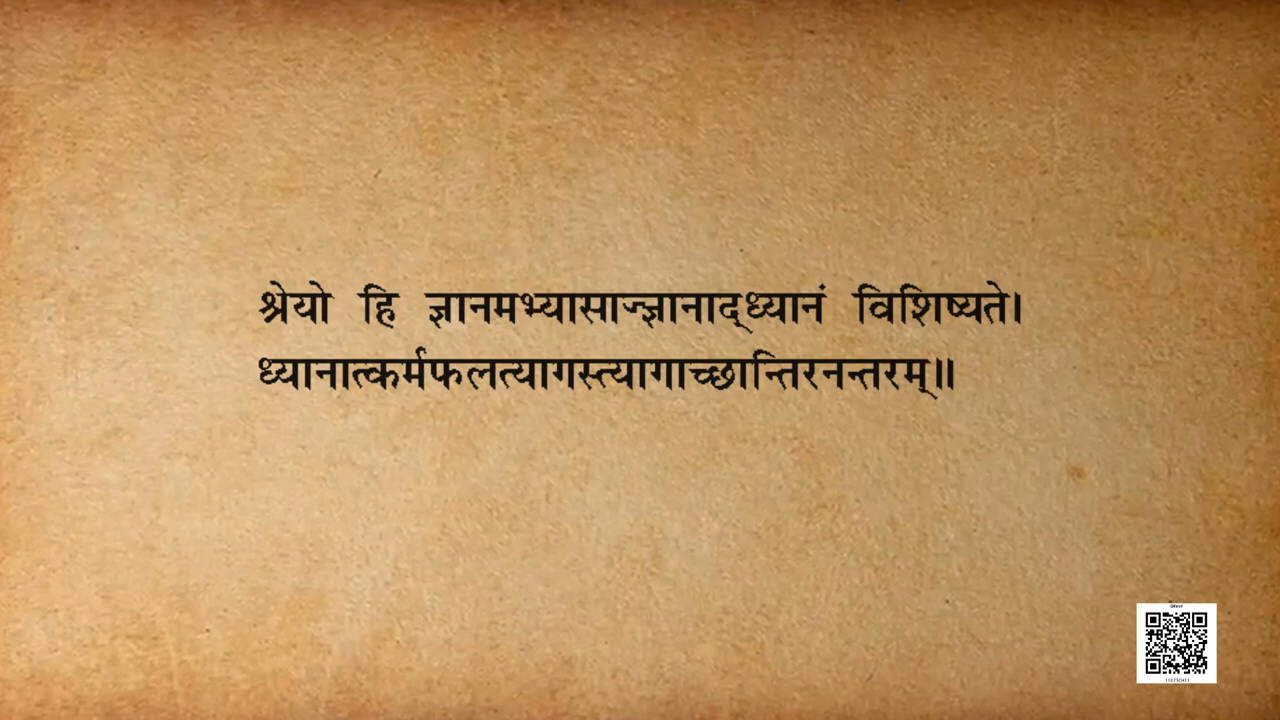 श्रेयो हि ज्ञानमभ्यासाज्ज्ञानाद्ध्यानं विशिष्यते।
ध्यानात्कर्मफलत्यागस्त्यागाच्छान्तिरनन्तरम्॥